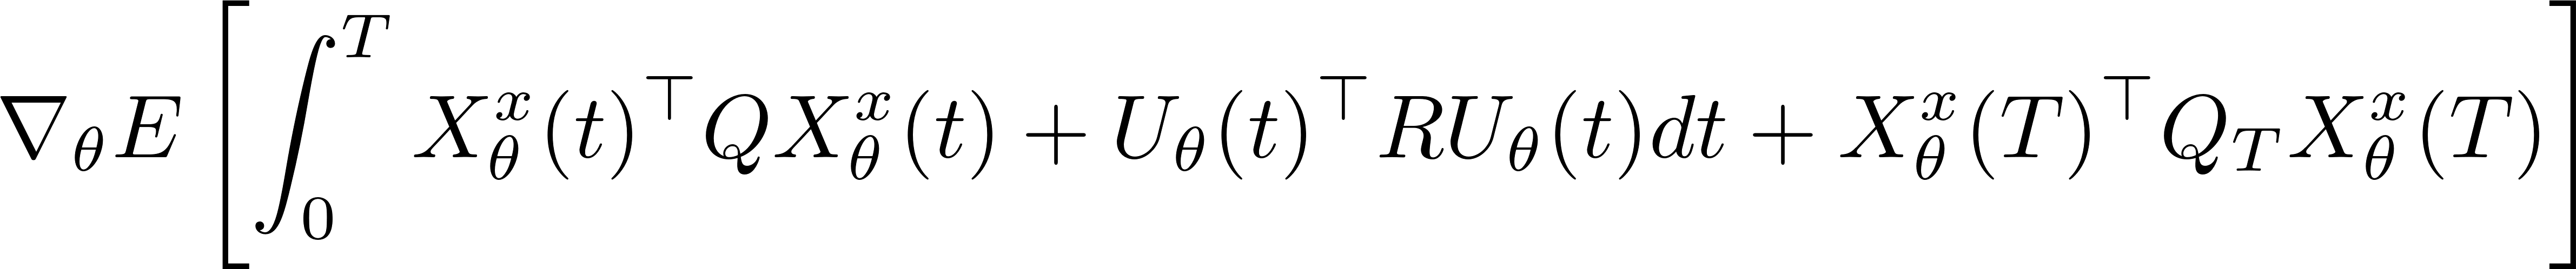 ∇_θ E [ ∫_0^T X_θ^x(t)^⊤ Q X_θ^x(t) + U_θ(t)^⊤ R U_θ(t) dt + X_θ^x(T)^⊤ Q_T X_θ^x(T) ]